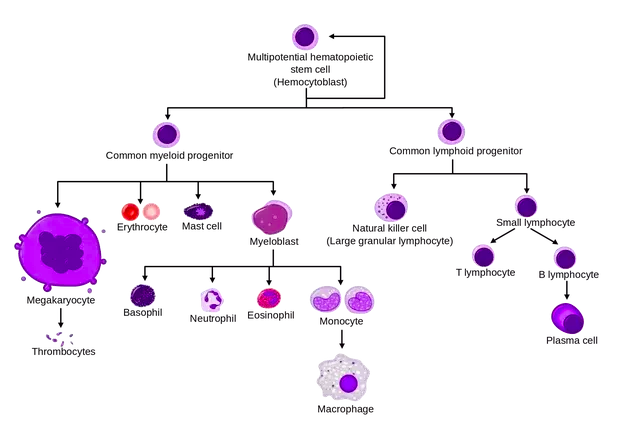 Multipotential hematopoietic
stem cell
(Hemocytoblast)
Common myeloid progenitor
Common lymphoid progenitor
Erythrocyte
Mast cell
Myeloblast
Natural killer cell
(Large granular lymphocyte)
Small lymphocyte
T lymphocyte
B lymphocyte
Megakaryocyte
Basophil
Neutrophil
Eosinophil
Monocyte
Plasma cell
Thrombocytes
Macrophage